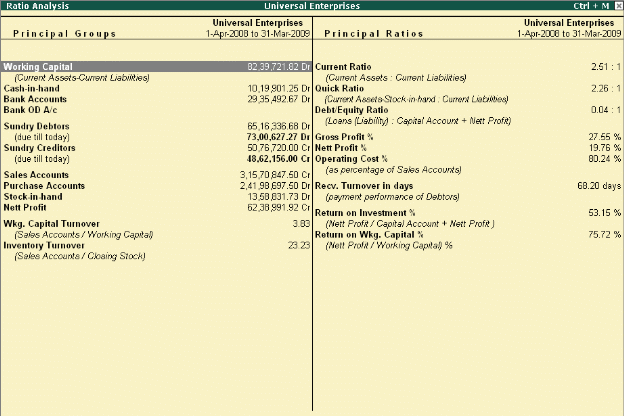 Ratio Analysis Universal Enterprises Ctrl + M
Universal Enterprises
Principal Groups 1-Apr-2008 to 31-Mar-2009
Working Capital 82,39,721.82 Dr
(Current Assets-Current Liabilities)
Cash-in-hand 10,19,901.25 Dr
Bank Accounts 29,35,492.67 Dr
Bank OD A/c
Sundry Debtors 65,16,336.68 Dr
(due till today) 73,00,627.27 Dr
Sundry Creditors 50,76,720.00 Cr
(due till today) 48,62,156.00 Cr
Sales Accounts 3,15,70,847.50 Cr
Purchase Accounts 2,41,98,697.50 Dr
Stock-in-hand 13,58,831.73 Dr
Nett Profit 62,38,991.92 Cr
Wkg. Capital Turnover 3.83
(Sales Accounts / Working Capital)
Inventory Turnover 23.23
(Sales Accounts / Closing Stock)
Universal Enterprises
Principal Ratios 1-Apr-2008 to 31-Mar-2009
Current Ratio 2.51 : 1
(Current Assets : Current Liabilities)
Quick Ratio 2.26 : 1
(Current Assets-Stock-in-hand : Current Liabilities)
Debt/Equity Ratio 0.04 : 1
(Loans (Liability) : Capital Account + Nett Profit)
Gross Profit % 27.55 %
Nett Profit % 19.76 %
Operating Cost % 80.24 %
(as percentage of Sales Accounts)
Recv. Turnover in days 68.20 days
(payment performance of Debtors)
Return on Investment % 53.15 %
(Nett Profit / Capital Account + Nett Profit )
Return on Wkg. Capital % 75.72 %
(Nett Profit / Working Capital) %